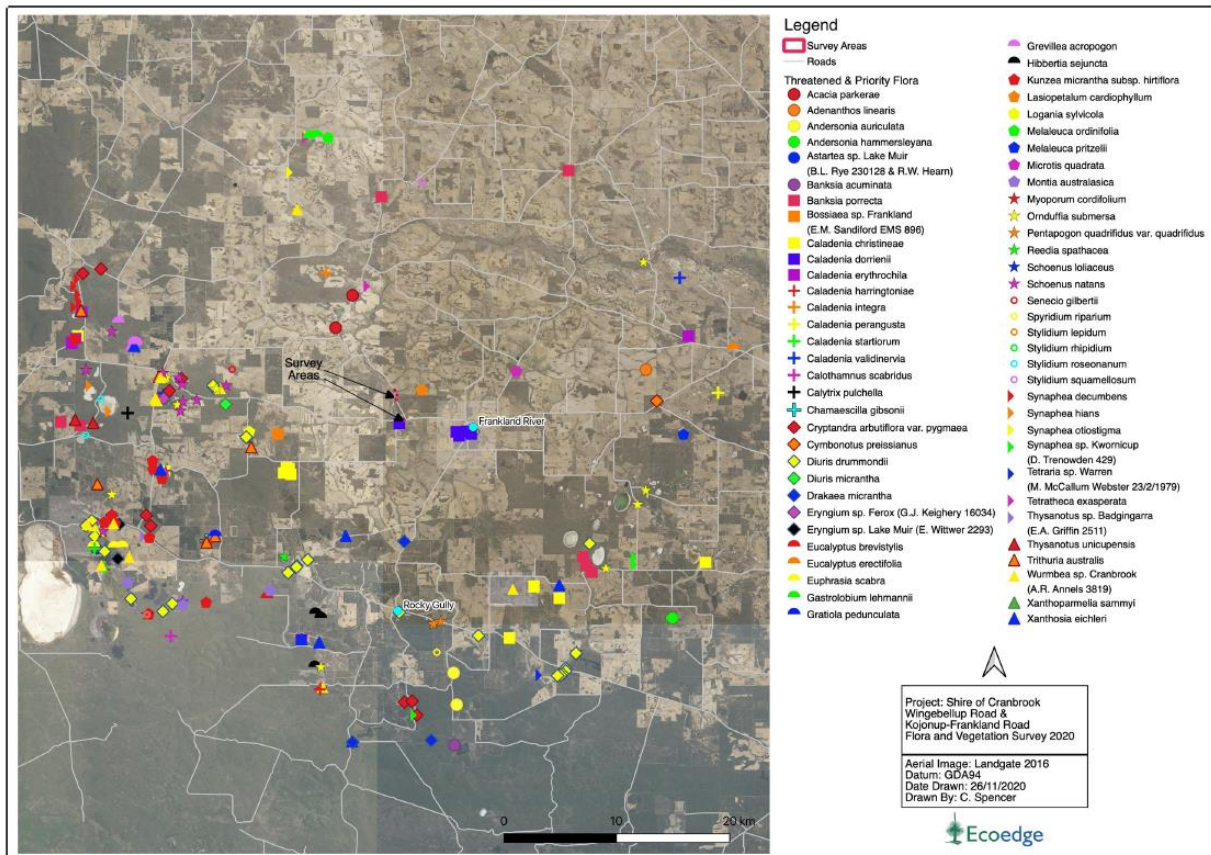 Survey
Areas
Frankland River
Rocky Gully
0 10 20 km
Legend
Survey Areas
Roads
Threatened & Priority Flora
Acacia parkerae
Adenanthos linearis
Andersonia auriculata
Andersonia hammersleyana
Astartea sp. Lake Muir
(B.L. Rye 230128 & R.W. Hearn)
Banksia acuminata
Banksia porrecta
Bossiaea sp. Frankland
(E.M. Sandiford EMS 896)
Caladenia christineae
Caladenia dorrienii
Caladenia erythrochila
Caladenia harringtoniae
Caladenia integra
Caladenia perangusta
Caladenia startiorum
Caladenia validinervia
Calothamnus scabridus
Calytrix pulchella
Chamaescilla gibsonii
Cryptandra arbutiflora var. pygmaea
Cymbonotus preissianus
Diuris drummondii
Diuris micrantha
Drakaea micrantha
Eryngium sp. Ferox (G.J. Keighery 16034)
Eryngium sp. Lake Muir (E. Wittwer 2293)
Eucalyptus brevistylis
Eucalyptus erectifolia
Euphrasia scabra
Gastrolobium lehmannii
Gratiola pedunculata
Grevillea acropogon
Hibbertia sejuncta
Kunzea micrantha subsp. hirtiflora
Lasiopetalum cardiophyllum
Logania sylvicola
Melaleuca ordinifolia
Melaleuca pritzelii
Microtis quadrata
Montia australasica
Myoporum cordifolium
Ornduffia submersa
Pentapogon quadrifidus var. quadrifidus
Reedia spathacea
Schoenus loliaceus
Schoenus natans
Senecio gilbertii
Spyridium riparium
Stylidium lepidum
Stylidium rhipidium
Stylidium roseonanum
Stylidium squamellosum
Synaphea decumbens
Synaphea hians
Synaphea otiostigma
Synaphea sp. Kwornicup
(D. Trenowden 429)
Tetraria sp. Warren
(M. McCallum Webster 23/2/1979)
Tetratheca exasperata
Thysanotus sp. Badgingarra
(E.A. Griffin 2511)
Thysanotus unicupensis
Trithuria australis
Wurmbea sp. Cranbrook
(A.R. Annels 3819)
Xanthoparmelia sammyi
Xanthosia eichleri
Project: Shire of Cranbrook
Wingebellup Road &
Kojonup-Frankland Road
Flora and Vegetation Survey 2020
Aerial Image: Landgate 2016
Datum: GDA94
Date Drawn: 26/11/2020
Drawn By: C. Spencer
Ecoedge